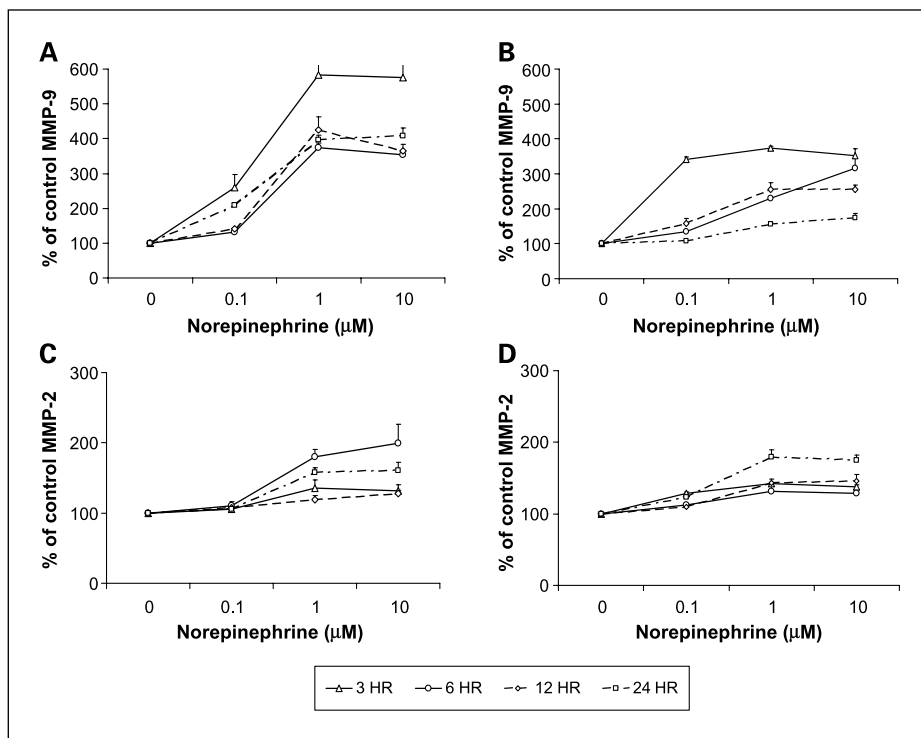 A
% of control MMP-9
600
500
400
300
200
100
0
0 0.1 1 10
Norepinephrine (μM)
B
% of control MMP-9
600
500
400
300
200
100
0
0 0.1 1 10
Norepinephrine (μM)
C
% of control MMP-2
300
200
100
0
0 0.1 1 10
Norepinephrine (μM)
D
% of control MMP-2
300
200
100
0
0 0.1 1 10
Norepinephrine (μM)
3 HR 6 HR 12 HR 24 HR